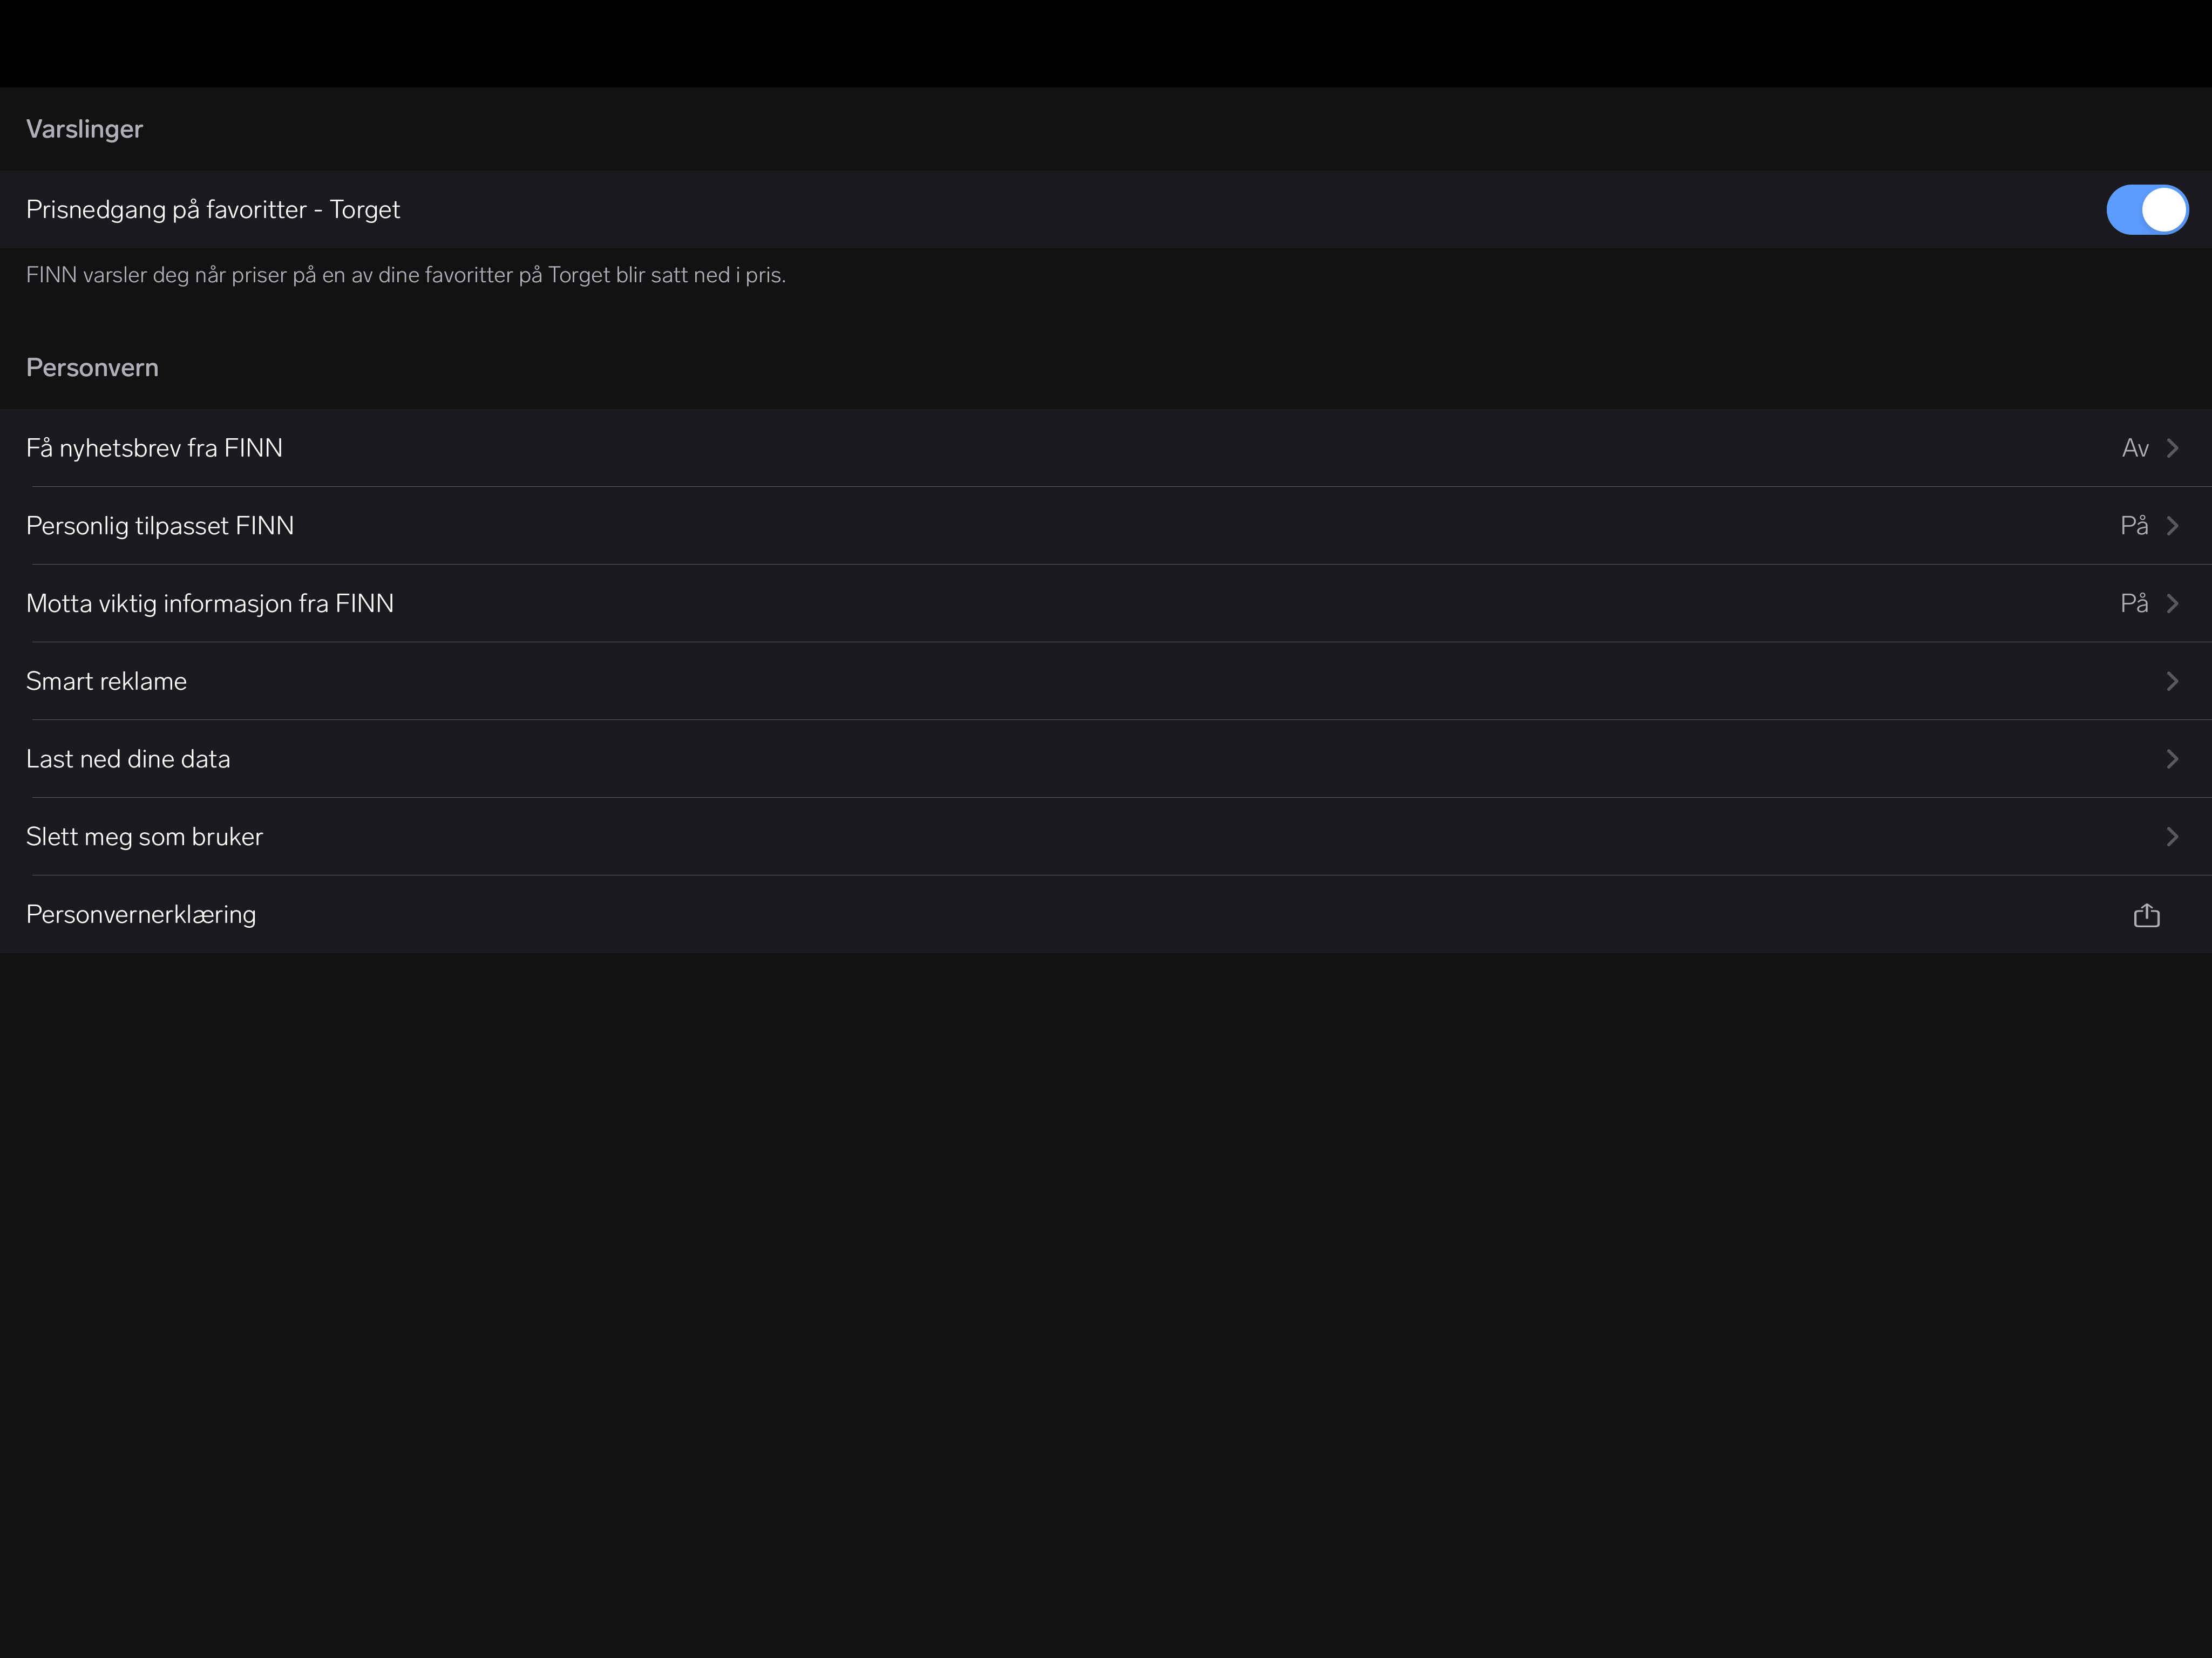 Varslinger
Prisnedgang på favoritter - Torget
FINN varsler deg når priser på en av dine favoritter på Torget blir satt ned i pris.
Personvern
Få nyhetsbrev fra FINN Av
Personlig tilpasset FINN På
Motta viktig informasjon fra FINN På
Smart reklame
Last ned dine data
Slett meg som bruker
Personvernerklæring